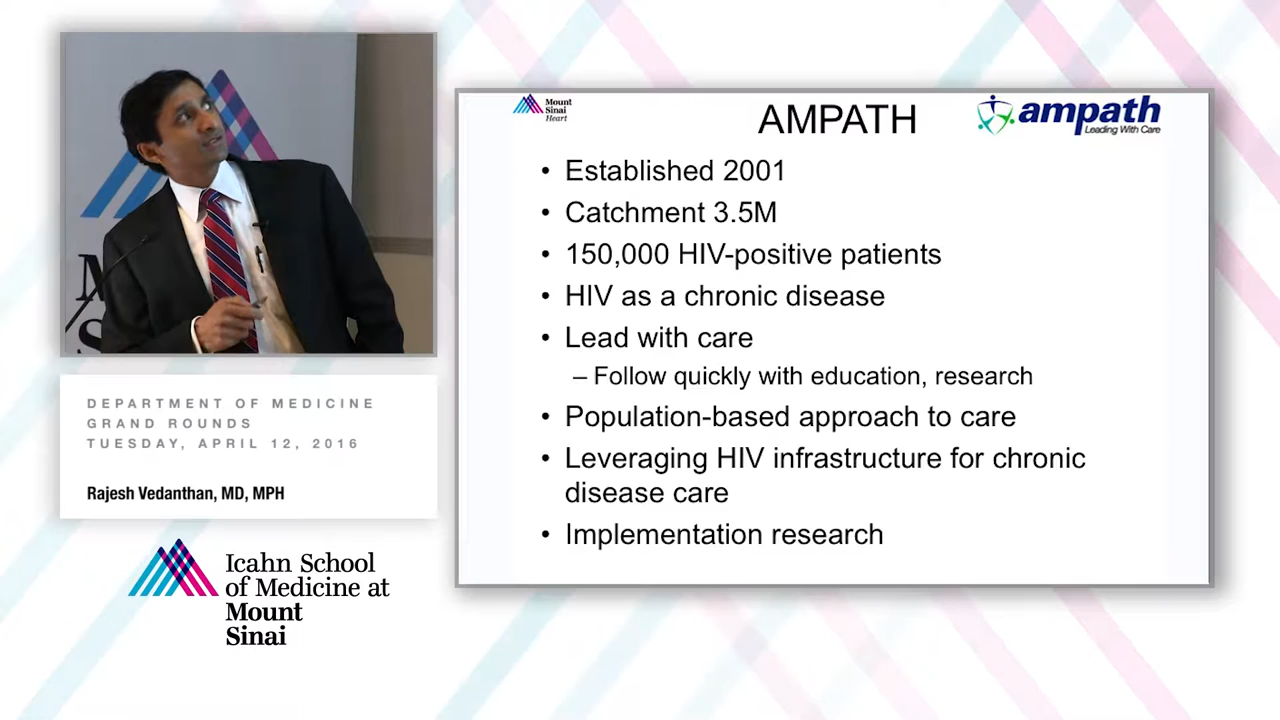 DEPARTMENT OF MEDICINE
GRAND ROUNDS
TUESDAY, APRIL 12, 2016
Rajesh Vedanthan, MD, MPH
Icahn School
of Medicine at
Mount
Sinai
Mount
Sinai
Heart
AMPATH
ampath
Leading With Care
• Established 2001
• Catchment 3.5M
• 150,000 HIV-positive patients
• HIV as a chronic disease
• Lead with care
– Follow quickly with education, research
• Population-based approach to care
• Leveraging HIV infrastructure for chronic
disease care
• Implementation research